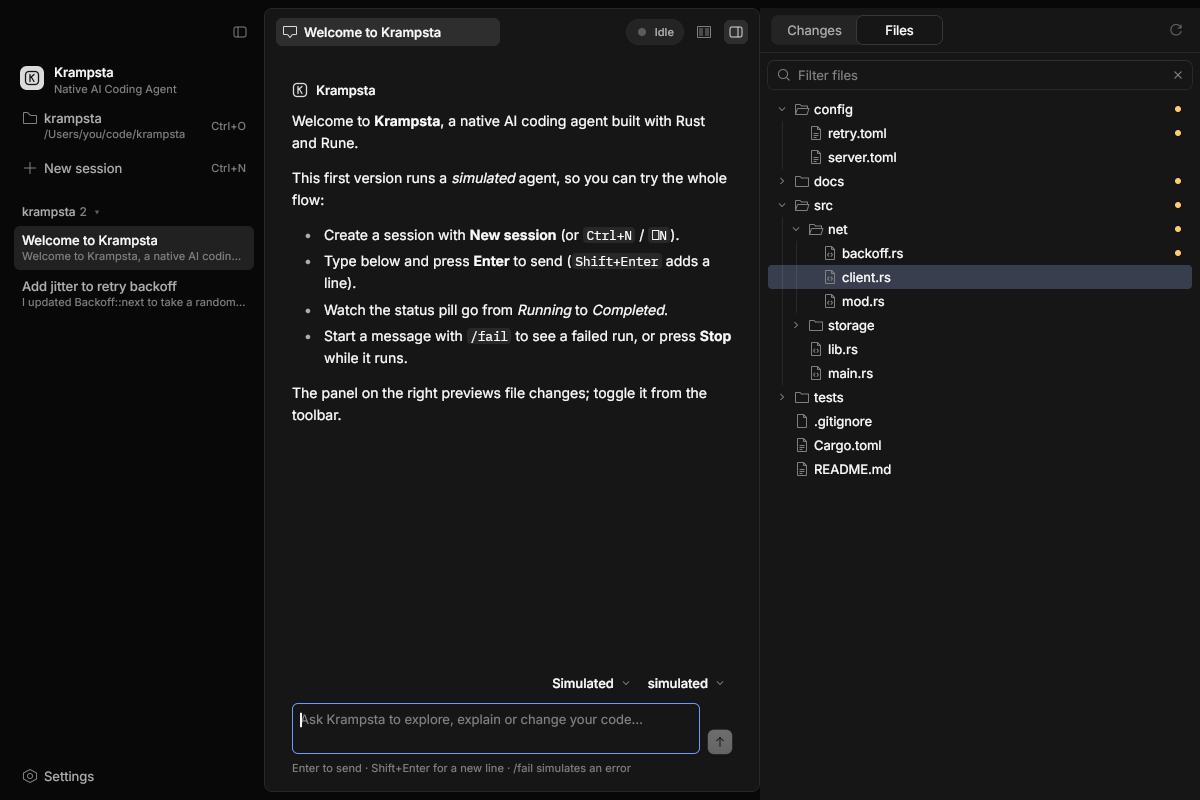 Krampsta
Native AI Coding Agent
krampsta
/Users/you/code/krampsta
Ctrl+O
New session
Ctrl+N
krampsta 2
Welcome to Krampsta
Welcome to Krampsta, a native AI codin...
Add jitter to retry backoff
I updated Backoff::next to take a random...
Settings
Welcome to Krampsta
Idle
Krampsta
Welcome to Krampsta, a native AI coding agent built with Rust
and Rune.
This first version runs a simulated agent, so you can try the whole
flow:
• Create a session with New session (or Ctrl+N / □N).
• Type below and press Enter to send (Shift+Enter adds a
line).
• Watch the status pill go from Running to Completed.
• Start a message with /fail to see a failed run, or press Stop
while it runs.
The panel on the right previews file changes; toggle it from the
toolbar.
Simulated
simulated
Ask Krampsta to explore, explain or change your code...
Enter to send · Shift+Enter for a new line · /fail simulates an error
Changes
Files
Filter files
config
retry.toml
server.toml
docs
src
net
backoff.rs
client.rs
mod.rs
storage
lib.rs
main.rs
tests
.gitignore
Cargo.toml
README.md